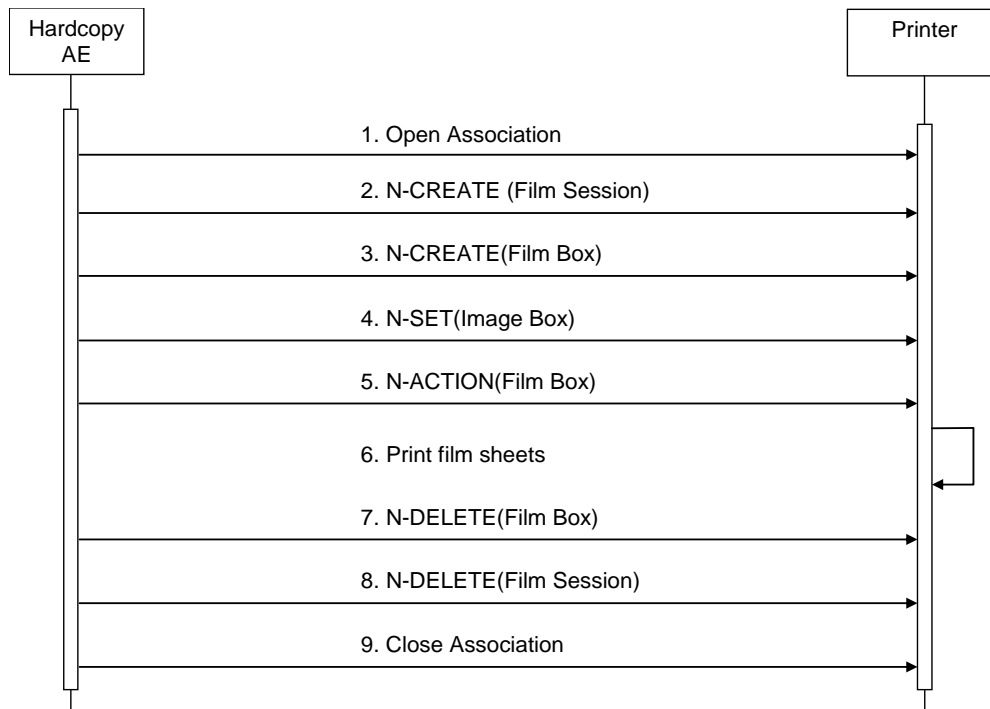 Hardcopy
AE
Printer
1. Open Association
2. N-CREATE (Film Session)
3. N-CREATE(Film Box)
4. N-SET(Image Box)
5. N-ACTION(Film Box)
6. Print film sheets
7. N-DELETE(Film Box)
8. N-DELETE(Film Session)
9. Close Association